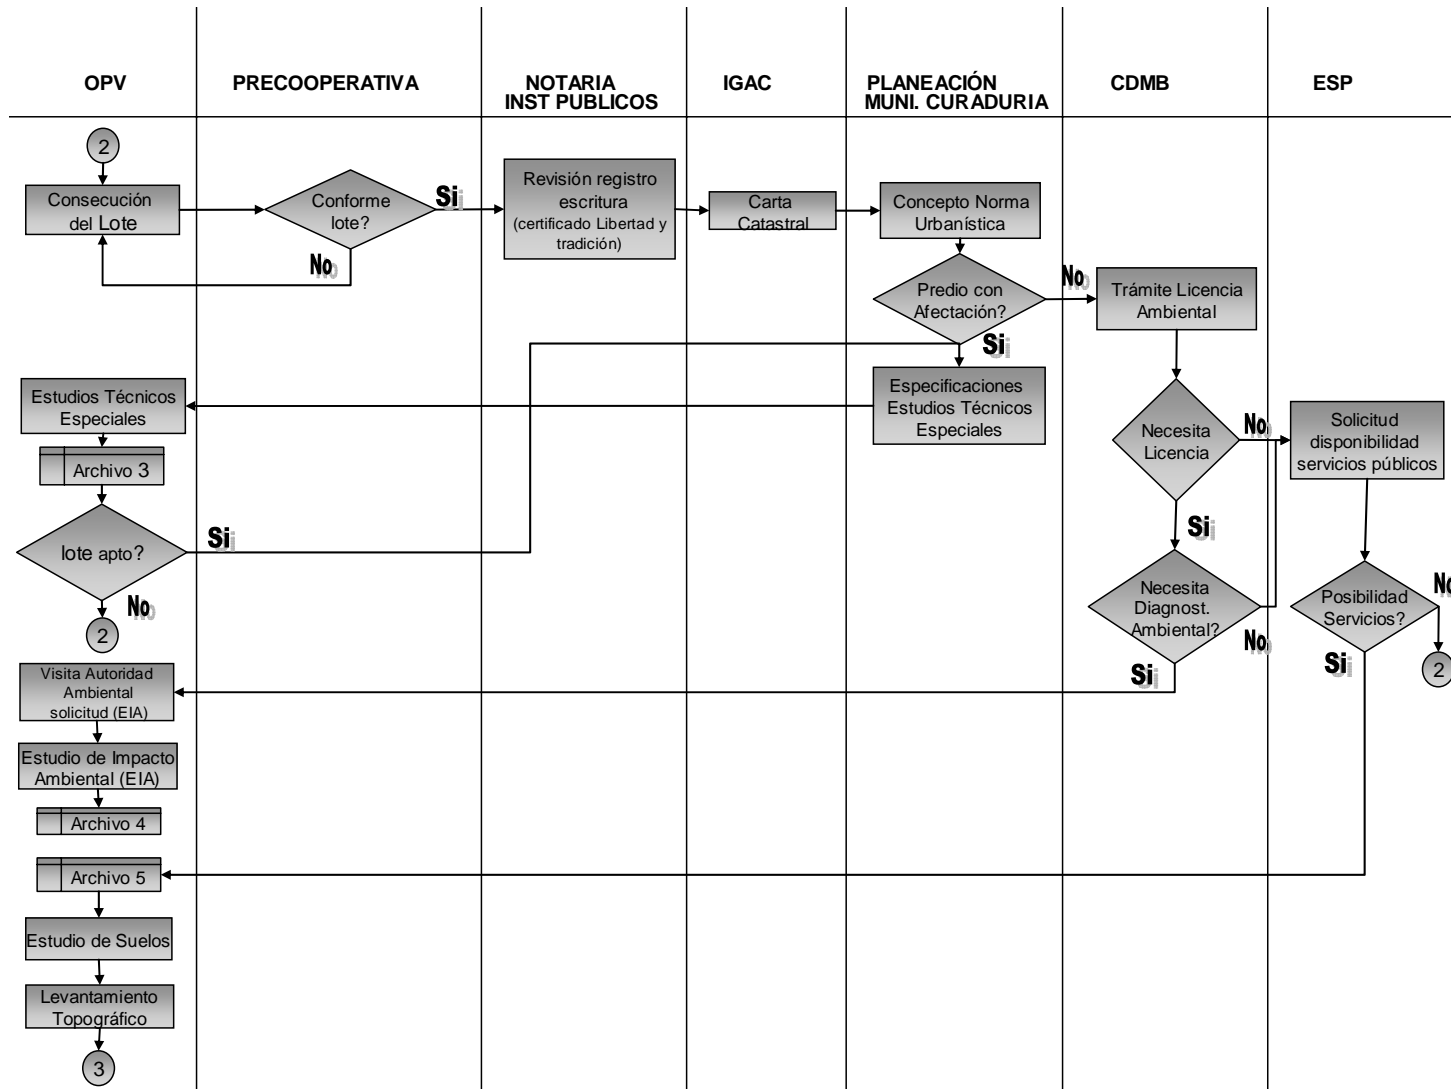 OPV
PRECOOPERATIVA
NOTARIA
INST PUBLICOS
IGAC
PLANEACIÓN
MUNI. CURADURIA
CDMB
ESP
2
Consecución
del Lote
Conforme
lote?
Si
No
Revisión registro
escritura
(certificado Libertad y
tradición)
Carta
Catastral
Concepto Norma
Urbanística
Predio con
Afectación?
No
Si
Trámite Licencia
Ambiental
Especificaciones
Estudios Técnicos
Especiales
Estudios Técnicos
Especiales
Archivo 3
lote apto?
Si
No
2
Necesita
Licencia
No
Si
Solicitud
disponibilidad
servicios públicos
Necesita
Diagnost.
Ambiental?
No
Si
Posibilidad
Servicios?
No
Si
2
Visita Autoridad
Ambiental
solicitud (EIA)
Estudio de Impacto
Ambiental (EIA)
Archivo 4
Archivo 5
Estudio de Suelos
Levantamiento
Topográfico
3